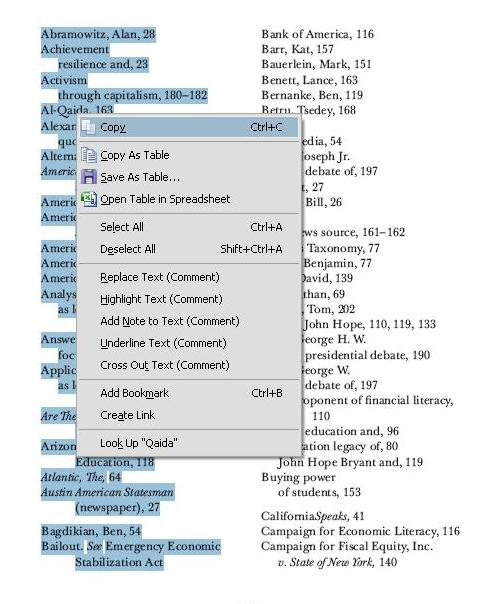 Abramowitz, Alan, 28
Achievement
resilience and, 23
Activism
through capitalism, 180–182
Al-Qaida, 163
Alexan
quo
Altern
Americ
Americ
Americ
Americ
Americ
Americ
Analys
as l
Answe
foc
Applic
as l
Are The
Arizon
Education, 118
Atlantic, The, 64
Austin American Statesman
(newspaper), 27
Bagdikian, Ben, 54
Bailout. See Emergency Economic
Stabilization Act
Copy Ctrl+C
Copy As Table
Save As Table...
Open Table in Spreadsheet
Select All Ctrl+A
Deselect All Shift+Ctrl+A
Replace Text (Comment)
Highlight Text (Comment)
Add Note to Text (Comment)
Underline Text (Comment)
Cross Out Text (Comment)
Add Bookmark Ctrl+B
Create Link
Look Up "Qaida"
Bank of America, 116
Barr, Kat, 157
Bauerlein, Mark, 151
Benett, Lance, 163
Bernanke, Ben, 119
Betru, Tsedey, 168
edia, 54
oseph Jr.
debate of, 197
t, 27
Bill, 26
ws source, 161–162
s Taxonomy, 77
Benjamin, 77
David, 139
than, 69
, Tom, 202
John Hope, 110, 119, 133
eorge H. W.
presidential debate, 190
eorge W.
debate of, 197
oponent of financial literacy,
110
education and, 96
ation legacy of, 80
John Hope Bryant and, 119
Buying power
of students, 153
CaliforniaSpeaks, 41
Campaign for Economic Literacy, 116
Campaign for Fiscal Equity, Inc.
v. State of New York, 140